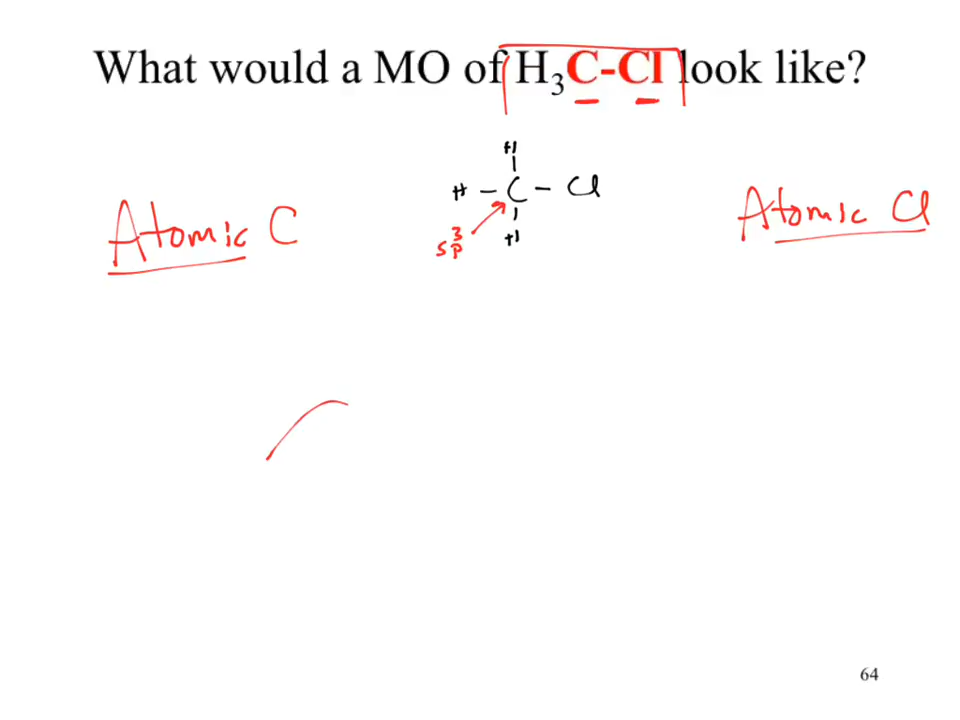 What would a MO of H₃C-Cl look like?
H
H - C - Cl
H
sp³
Atomic C
Atomic Cl
64